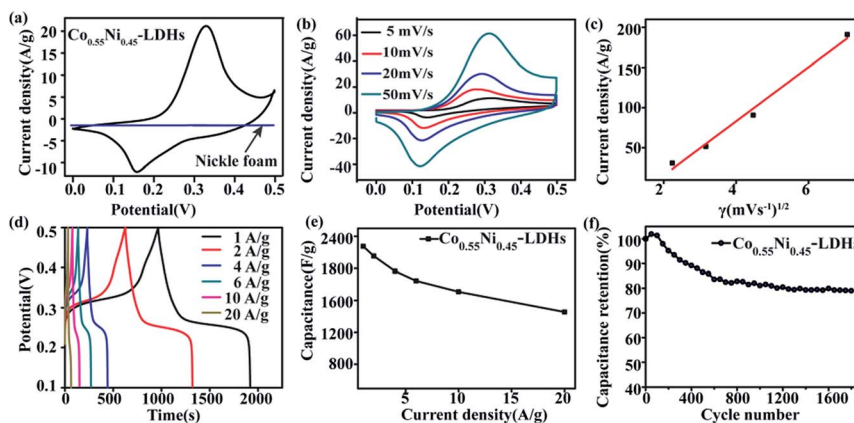 (a)
Co0.55Ni0.45-LDHs
Current density(A/g)
20
15
10
5
0
-5
-10
Nickle foam
0.0 0.1 0.2 0.3 0.4 0.5
Potential(V)
(b)
5 mV/s
10mV/s
20mV/s
50mV/s
Current density(A/g)
60
40
20
0
-20
-40
0.0 0.1 0.2 0.3 0.4 0.5
Potential(V)
(c)
Current density(A/g)
200
150
100
50
2 4 6
γ(mVs-1)1/2
(d)
1 A/g
2 A/g
4 A/g
6 A/g
10 A/g
20 A/g
Potential(V)
0.5
0.4
0.3
0.2
0.1
0 500 1000 1500 2000
Time(s)
(e)
Co0.55Ni0.45-LDHs
Capacitance(F/g)
2400
2000
1600
1200
800
5 10 15 20
Current density(A/g)
(f)
Co0.55Ni0.45-LDH
Capacitance retention(%)
100
90
80
70
60
50
40
0 400 800 1200 1600
Cycle number